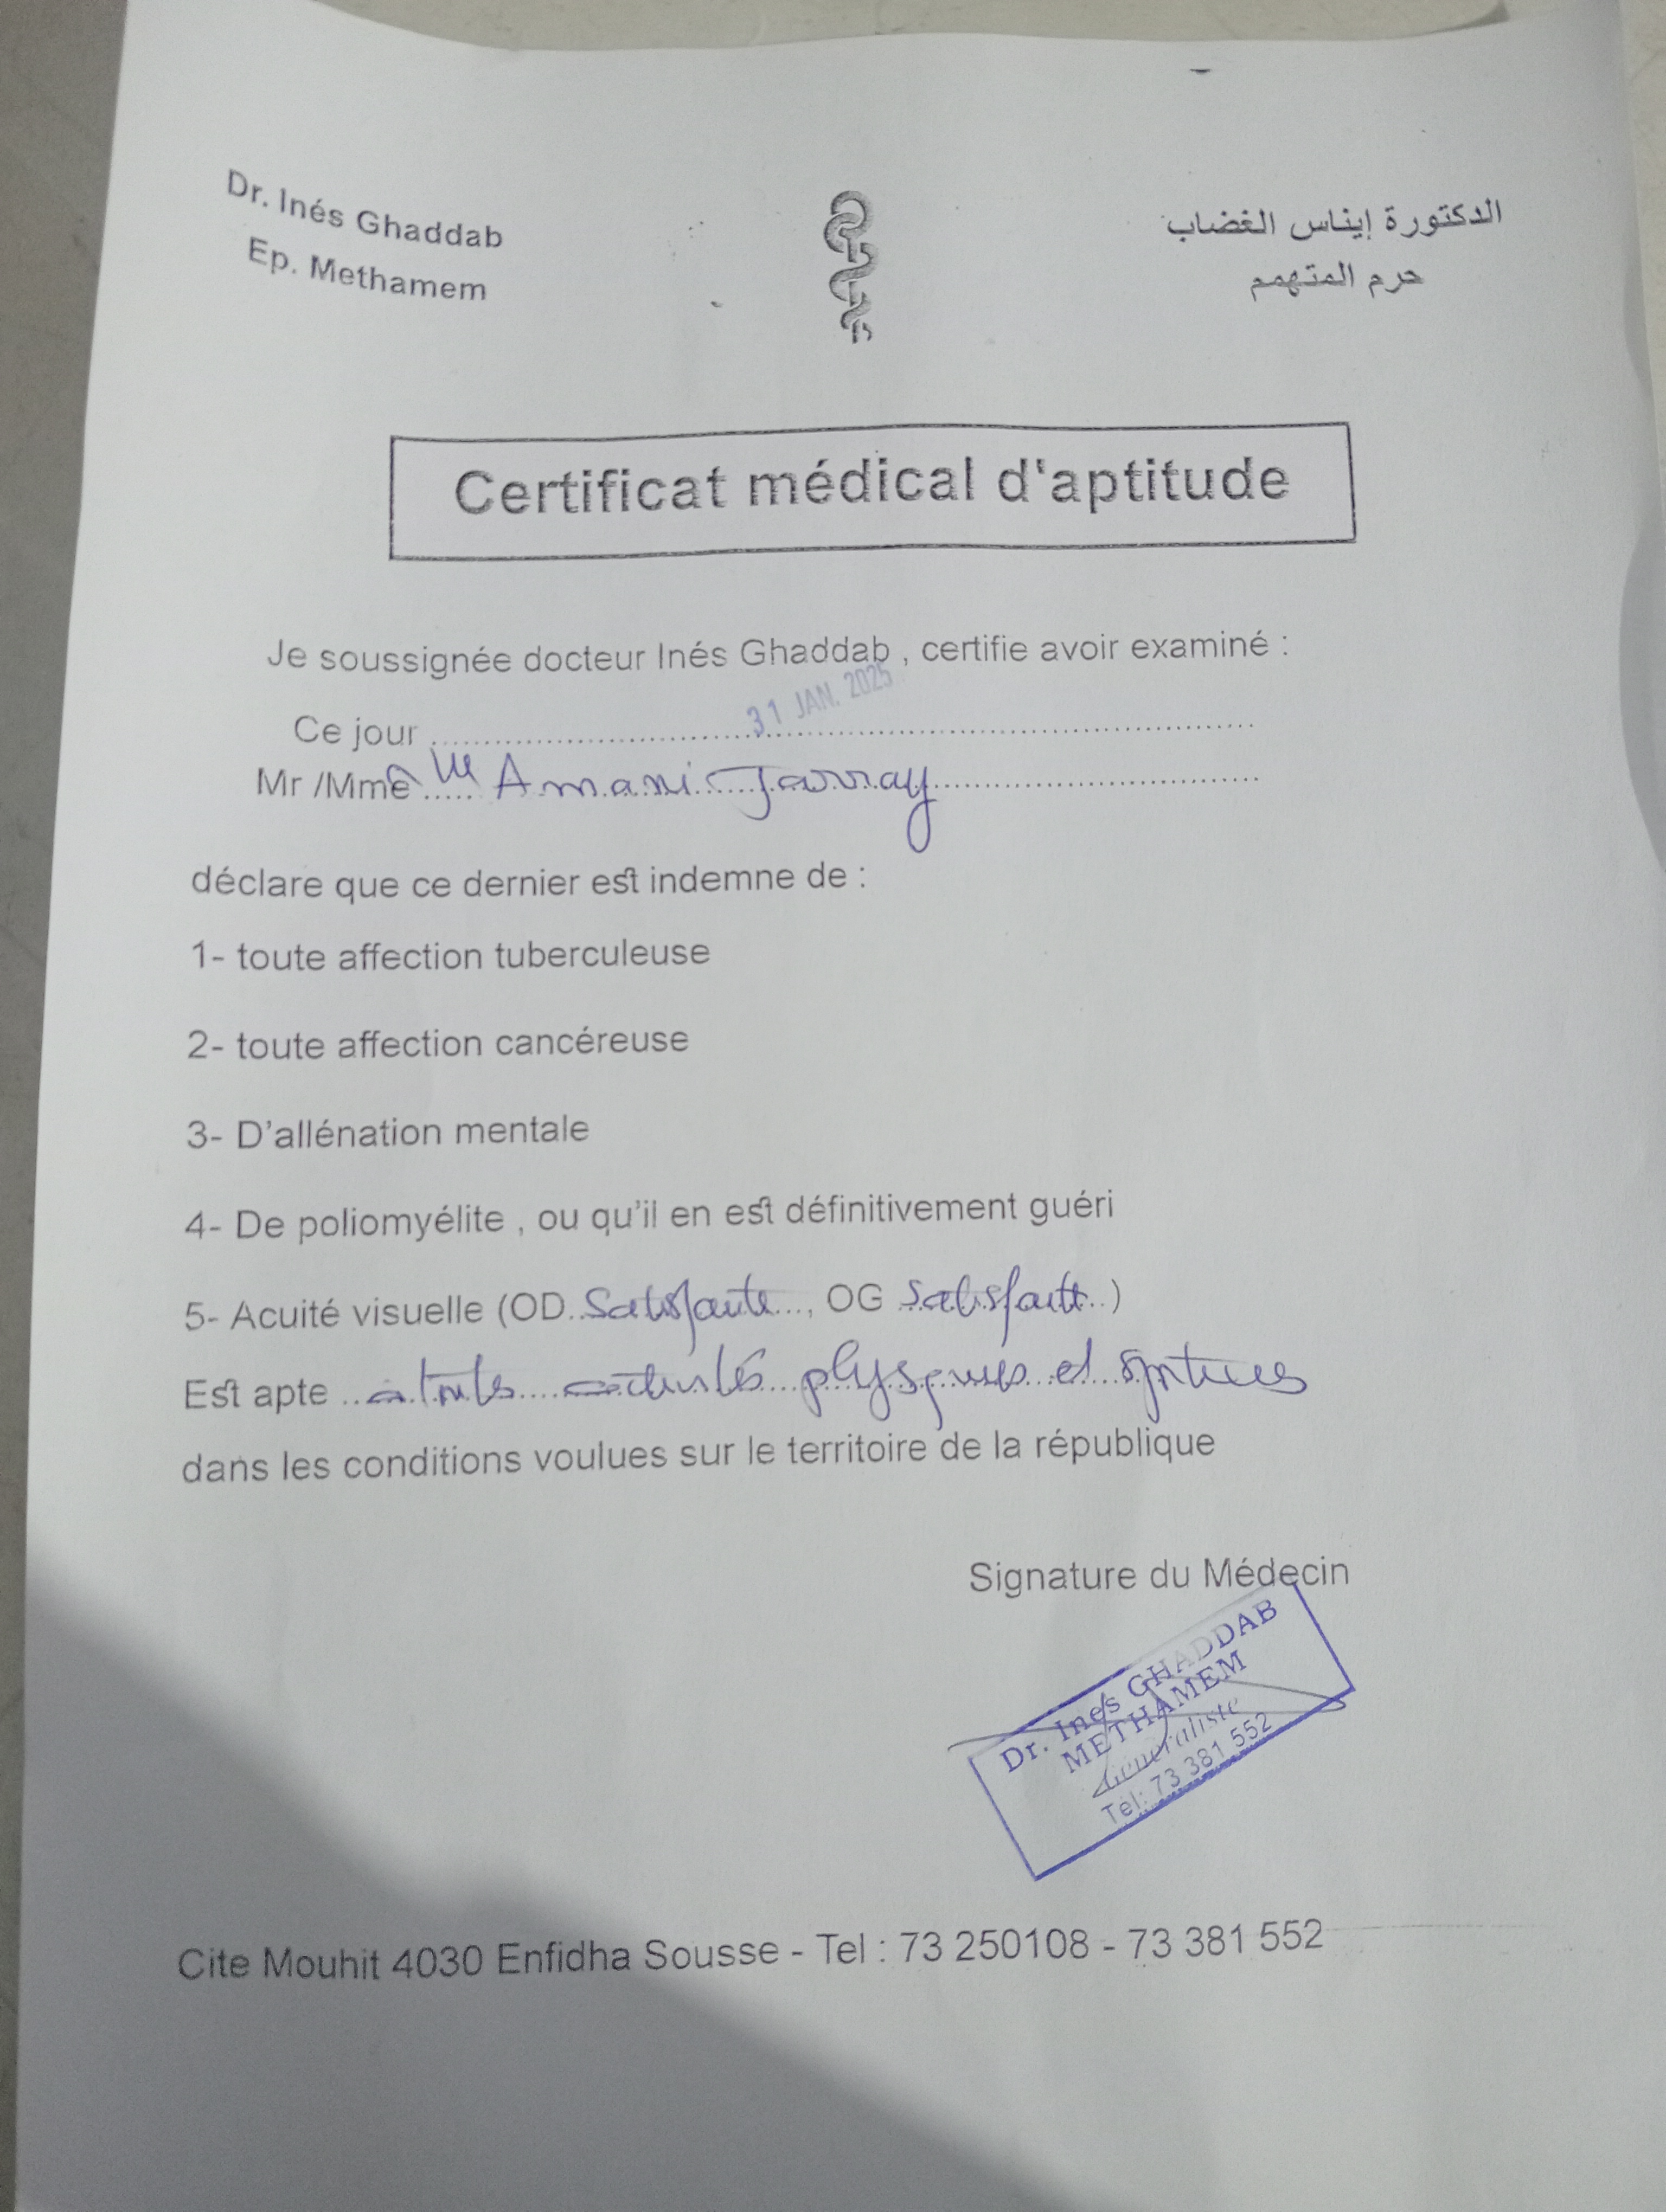 Dr. Inés Ghaddab
Ep. Methamem
الدكتورة إيناس الغضاب
حرم المتهمم
Certificat médical d'aptitude
Je soussignée docteur Inés Ghaddab , certifie avoir examiné :
Ce jour 31 JAN. 2025
Mr /Mme Mlle Amani Jarray
déclare que ce dernier est indemne de :
1- toute affection tuberculeuse
2- toute affection cancéreuse
3- D'allénation mentale
4- De poliomyélite , ou qu'il en est définitivement guéri
5- Acuité visuelle (OD Satisfaite , OG Satisfaite )
Est apte a toutes activités physiques et sportives
dans les conditions voulues sur le territoire de la république
Signature du Médecin
Dr. Inés GHADDAB
METHAMEM
Généraliste
Tél: 73 381 552
Cite Mouhit 4030 Enfidha Sousse - Tel : 73 250108 - 73 381 552